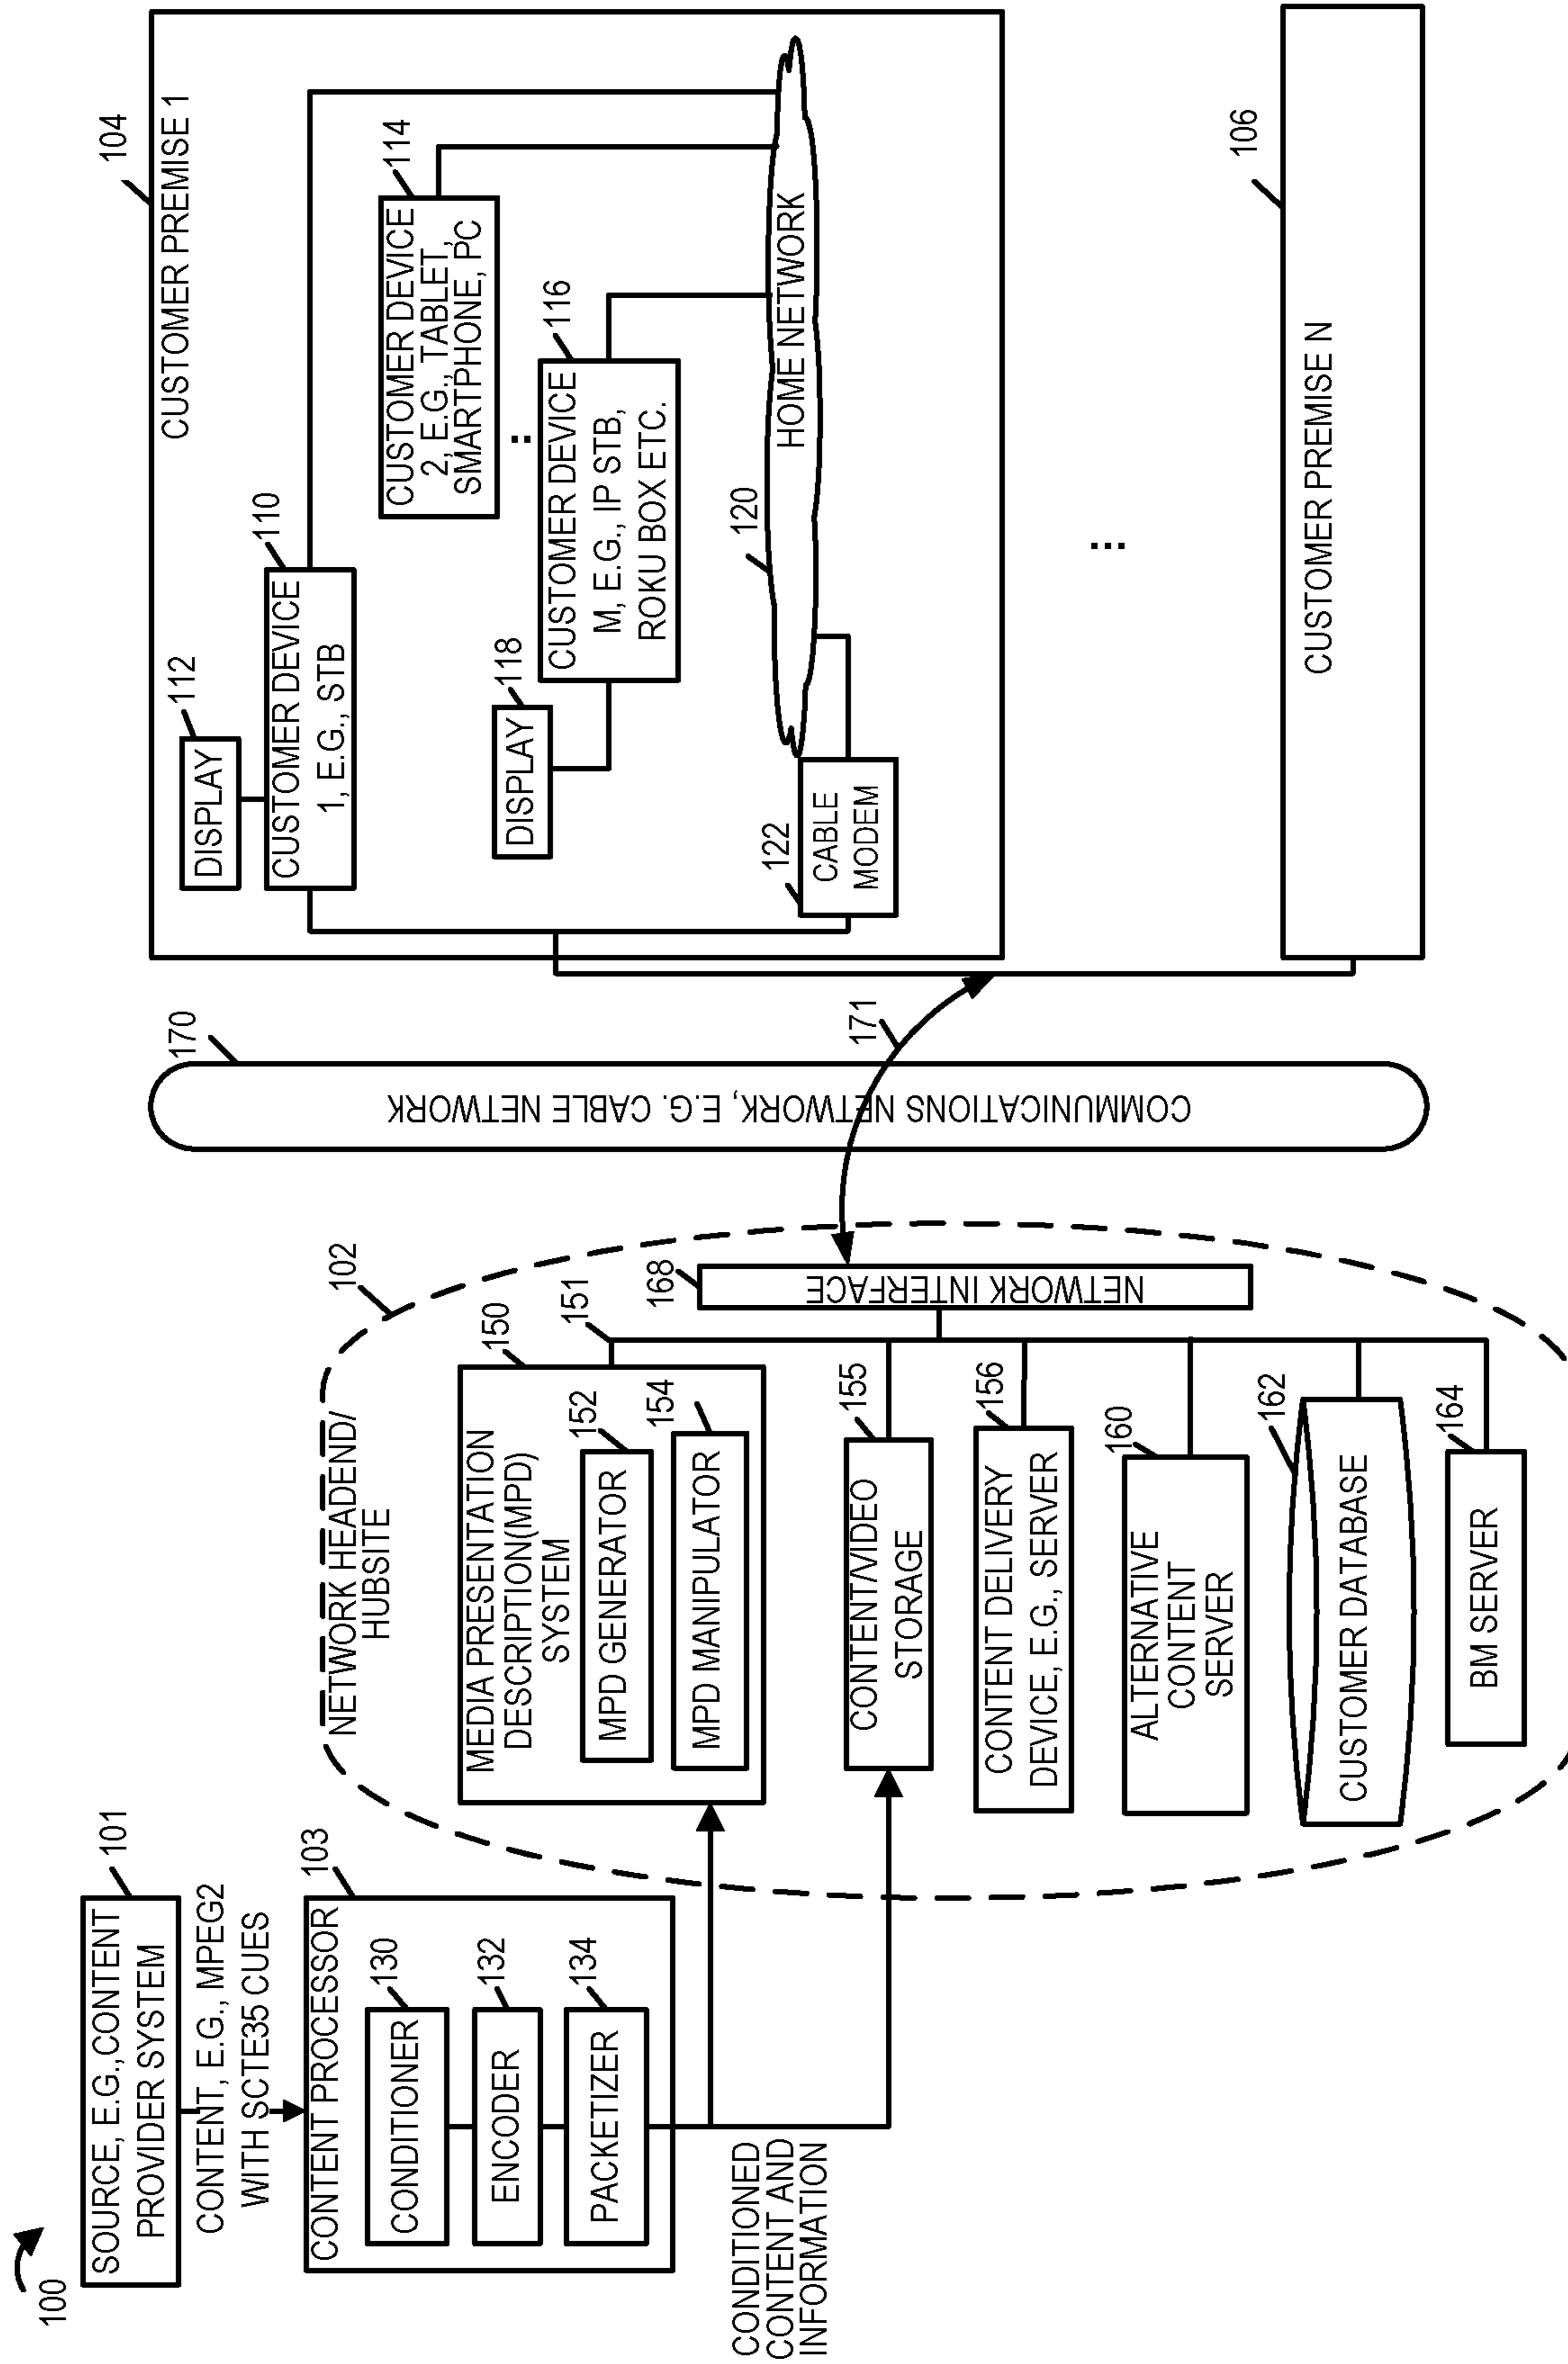 100
101
SOURCE, E.G.,CONTENT
PROVIDER SYSTEM
CONTENT, E.G., MPEG2
WITH SCTE35 CUES
103
CONTENT PROCESSOR
130
CONDITIONER
132
ENCODER
134
PACKETIZER
CONDITIONED
CONTENT AND
INFORMATION
102
NETWORK HEADEND/
HUBSITE
150
151
MEDIA PRESENTATION
DESCRIPTION(MPD)
SYSTEM
152
MPD GENERATOR
154
MPD MANIPULATOR
155
CONTENT/VIDEO
STORAGE
156
CONTENT DELIVERY
DEVICE, E.G., SERVER
160
ALTERNATIVE
CONTENT
SERVER
162
CUSTOMER DATABASE
164
BM SERVER
168
NETWORK INTERFACE
170
COMMUNICATIONS NETWORK, E.G. CABLE NETWORK
171
104
CUSTOMER PREMISE 1
112
DISPLAY
110
CUSTOMER DEVICE
1, E.G., STB
114
CUSTOMER DEVICE
2, E.G., TABLET,
SMARTPHONE, PC
..
116
CUSTOMER DEVICE
M, E.G., IP STB,
ROKU BOX ETC.
118
DISPLAY
120
HOME NETWORK
122
CABLE
MODEM
...
106
CUSTOMER PREMISE N